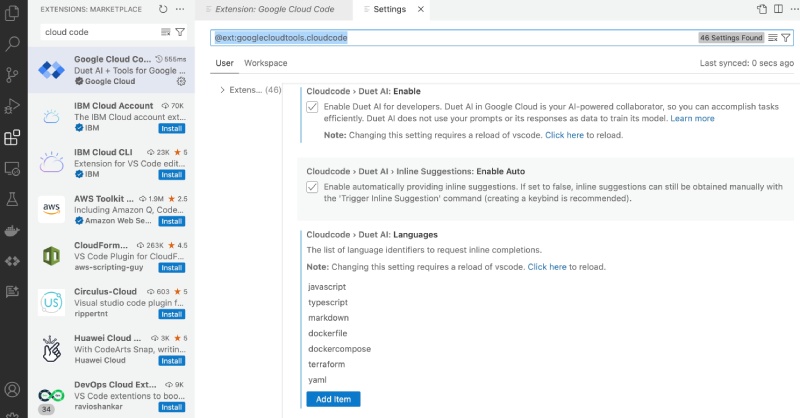 EXTENSIONS: MARKETPLACE
cloud code
Google Cloud Co... 555ms
Duet AI + Tools for Google ...
Google Cloud
IBM Cloud Account 70K
The IBM Cloud account ext...
IBM Install
IBM Cloud CLI 23K ★ 5
Extension for VS Code edit...
IBM Install
aws
AWS Toolkit ... 1.9M ★ 2.5
Including Amazon Q, Code...
Amazon Web Se... Install
CloudForm... 263K ★ 4.5
VS Code Plugin for CloudF...
aws-scripting-guy Install
Circulus-Cloud 603 ★ 5
Visual studio code plugin f...
rippertnt Install
Huawei Cloud ... 3K ★ 5
With CodeArts Snap, writin...
Huawei Cloud Install
DevOps Cloud Ext... 9K
VS Code extentions to boo...
ravioshankar Install
34
Extension: Google Cloud Code
Settings
@ext:googlecloudtools.cloudcode
46 Settings Found
User Workspace
Last synced: 0 secs ago
Extens... (46)
Cloudcode › Duet AI: Enable
Enable Duet AI for developers. Duet AI in Google Cloud is your AI-powered collaborator, so you can accomplish tasks
efficiently. Duet AI does not use your prompts or its responses as data to train its model. Learn more
Note: Changing this setting requires a reload of vscode. Click here to reload.
Cloudcode › Duet AI › Inline Suggestions: Enable Auto
Enable automatically providing inline suggestions. If set to false, inline suggestions can still be obtained manually with
the 'Trigger Inline Suggestion' command (creating a keybind is recommended).
Cloudcode › Duet AI: Languages
The list of language identifiers to request inline completions.
Note: Changing this setting requires a reload of vscode. Click here to reload.
javascript
typescript
markdown
dockerfile
dockercompose
terraform
yaml
Add Item